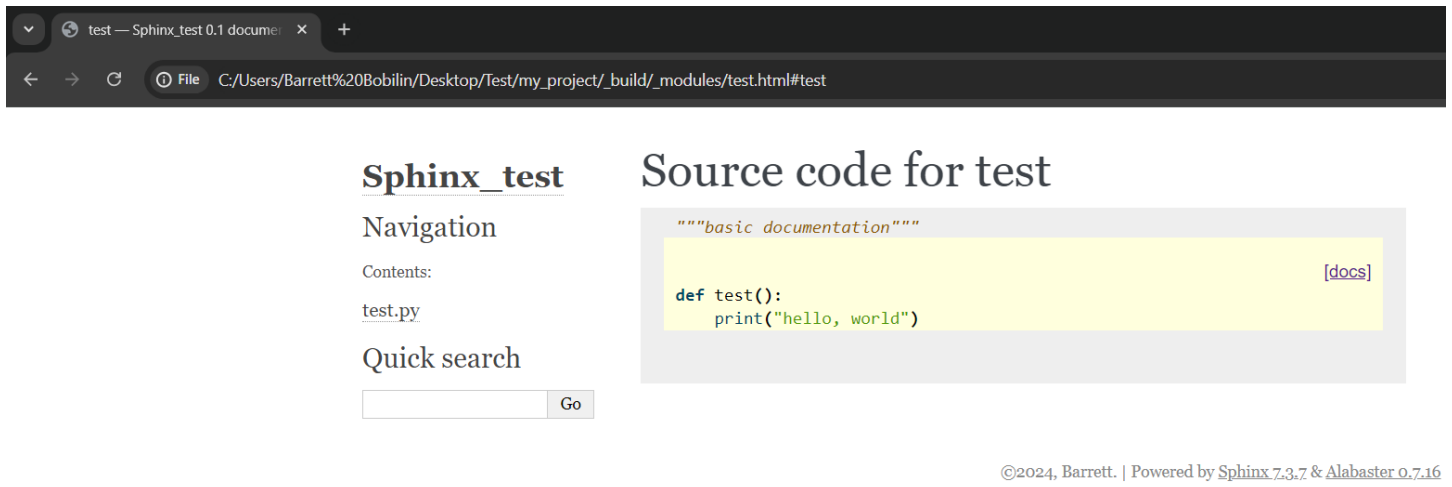 test — Sphinx_test 0.1 documen
File C:/Users/Barrett%20Bobilin/Desktop/Test/my_project/_build/_modules/test.html#test
Sphinx_test
Navigation
Contents:
test.py
Quick search
Go
Source code for test
"""basic documentation"""
[docs]
def test():
    print("hello, world")
©2024, Barrett. | Powered by Sphinx 7.3.7 & Alabaster 0.7.16